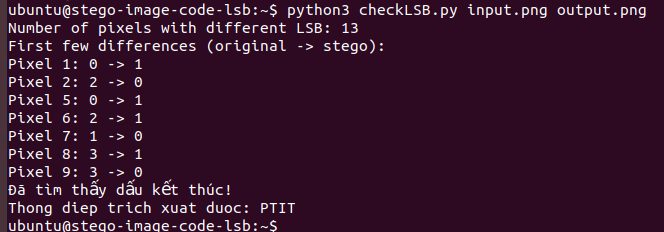 ubuntu@stego-image-code-lsb:~$ python3 checkLSB.py input.png output.png
Number of pixels with different LSB: 13
First few differences (original -> stego):
Pixel 1: 0 -> 1
Pixel 2: 2 -> 0
Pixel 5: 0 -> 1
Pixel 6: 2 -> 1
Pixel 7: 1 -> 0
Pixel 8: 3 -> 1
Pixel 9: 3 -> 0
Đã tìm thấy dấu kết thúc!
Thong diep trich xuat duoc: PTIT
ubuntu@stego-image-code-lsb:~$